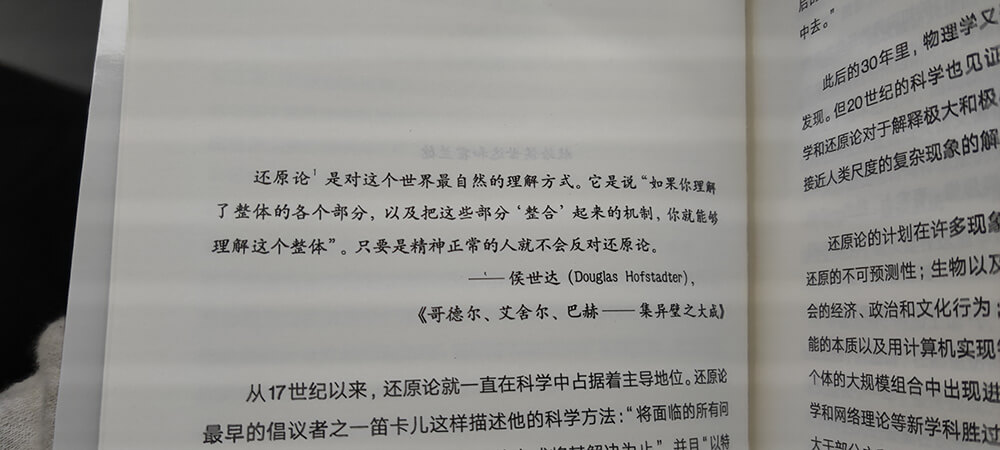 还原论1是对这个世界最自然的理解方式。它是说“如果你理解
了整体的各个部分，以及把这些部分‘整合’起来的机制，你就能够
理解这个整体”。只要是精神正常的人就不会反对还原论。
——侯世达 (Douglas Hofstadter),
《哥德尔、艾舍尔、巴赫——集异璧之大成》
从17世纪以来，还原论就一直在科学中占据着主导地位。还原论
最早的倡议者之一笛卡儿这样描述他的科学方法：“将面临的所有问
其解决为止”，并且“以特
中去。”
此后的30年里，物理学又
发现。但20世纪的科学也见证
学和还原论对于解释极大和极
接近人类尺度的复杂现象的解
还原论的计划在许多现象
还原的不可预测性；生物以及
会的经济、政治和文化行为；
能的本质以及用计算机实现
个体的大规模组合中出现进
学和网络理论等新学科胜过